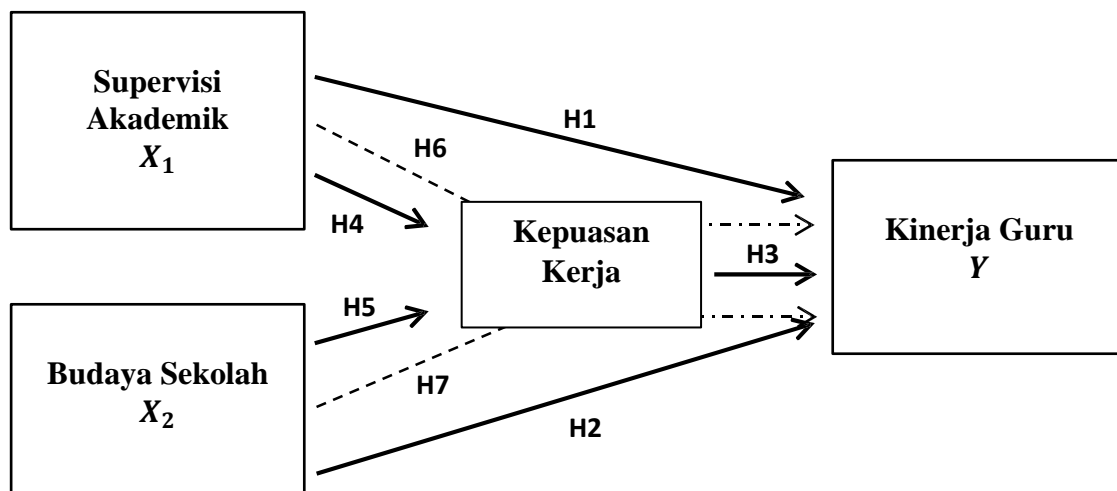 Supervisi
Akademik
X₁
H1
H6
H4
Kepuasan
Kerja
H3
Kinerja Guru
Y
H5
Budaya Sekolah
X₂
H7
H2